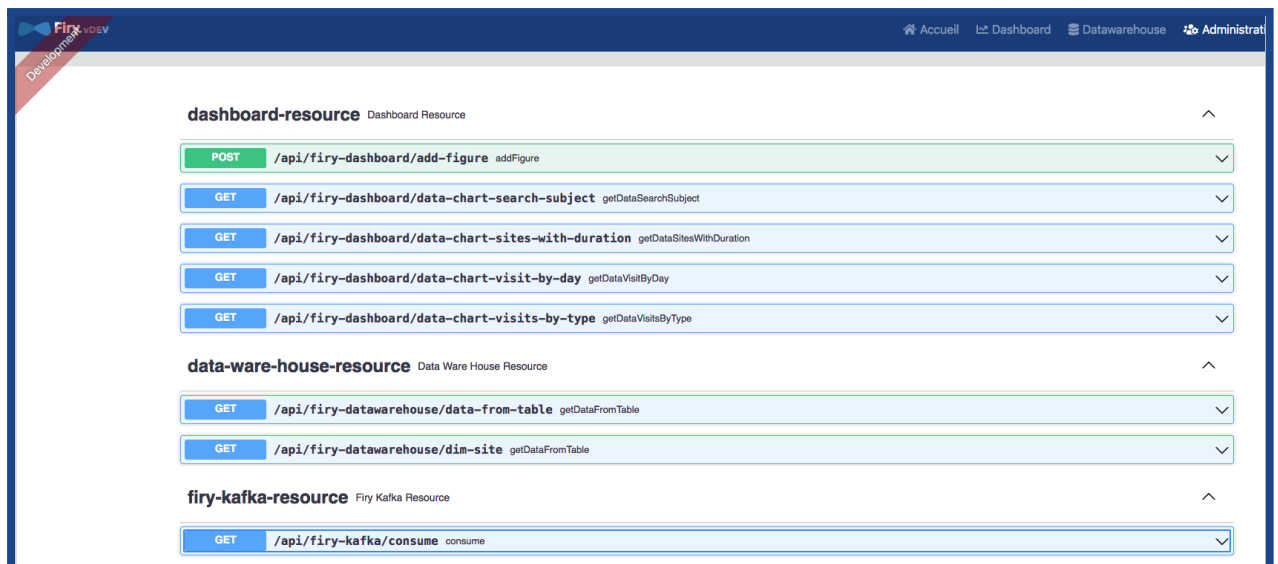 Firy vDEV Accueil Dashboard Datawarehouse Administrati
Development
dashboard-resource Dashboard Resource
POST /api/firy-dashboard/add-figure addFigure
GET /api/firy-dashboard/data-chart-search-subject getDataSearchSubject
GET /api/firy-dashboard/data-chart-sites-with-duration getDataSitesWithDuration
GET /api/firy-dashboard/data-chart-visit-by-day getDataVisitByDay
GET /api/firy-dashboard/data-chart-visits-by-type getDataVisitsByType
data-ware-house-resource Data Ware House Resource
GET /api/firy-datawarehouse/data-from-table getDataFromTable
GET /api/firy-datawarehouse/dim-site getDataFromTable
firy-kafka-resource Firy Kafka Resource
GET /api/firy-kafka/consume consume